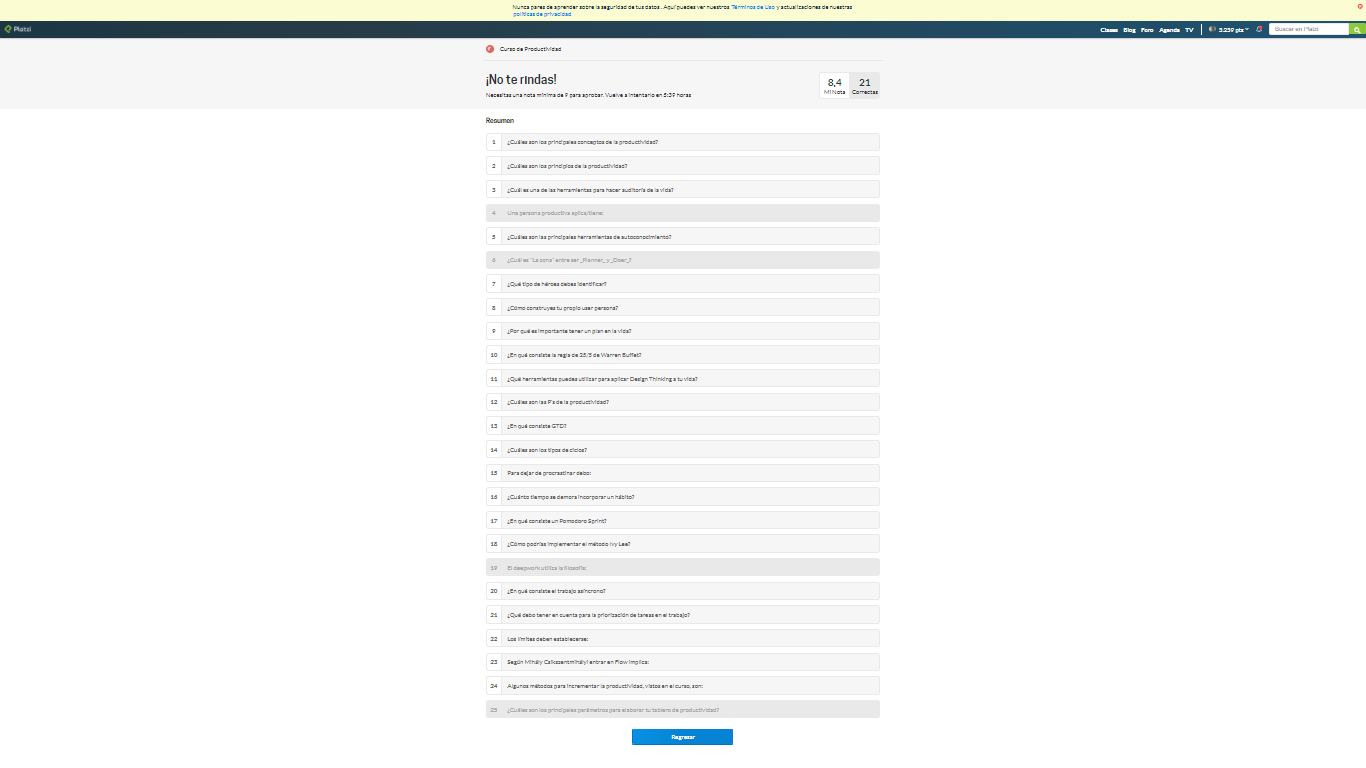 Nunca pares de aprender sobre la seguridad de tus datos . Aquí puedes ver nuestros Términos de Uso y actualizaciones de nuestras
políticas de privacidad
Platzi
Clases Blog Foro Agenda TV 3.239 pts Buscar en Platzi
Curso de Productividad
¡No te rindas!
Necesitas una nota mínima de 9 para aprobar. Vuelve a intentarlo en 5:59 horas
8,4 21
Mi Nota Correctas
Resumen
1 ¿Cuáles son los principales conceptos de la productividad?
2 ¿Cuáles son los principios de la productividad?
3 ¿Cuál es una de las herramientas para hacer auditoría de la vida?
4 Una persona productiva aplica/tiene:
5 ¿Cuáles son las principales herramientas de autoconocimiento?
6 ¿Cuál es "La zona" entre ser _Planner_ y _Doer_?
7 ¿Qué tipo de héroes debes identificar?
8 ¿Cómo construyes tu propio user persona?
9 ¿Por qué es importante tener un plan en la vida?
10 ¿En qué consiste la regla de 25/5 de Warren Buffet?
11 ¿Qué herramientas puedes utilizar para aplicar Design Thinking a tu vida?
12 ¿Cuáles son las P's de la productividad?
13 ¿En qué consiste GTD?
14 ¿Cuáles son los tipos de ciclos?
15 Para dejar de procrastinar debo:
16 ¿Cuánto tiempo se demora incorporar un hábito?
17 ¿En qué consiste un Pomodoro Sprint?
18 ¿Cómo podrías implementar el método Ivy Lee?
19 El deepwork utiliza la filosofía:
20 ¿En qué consiste el trabajo asíncrono?
21 ¿Qué debo tener en cuenta para la priorización de tareas en el trabajo?
22 Los límites deben establecerse:
23 Según Mihály Csikszentmihályi entrar en Flow implica:
24 Algunos métodos para incrementar la productividad, vistos en el curso, son:
25 ¿Cuáles son los principales parámetros para elaborar tu tablero de productividad?
Regresar